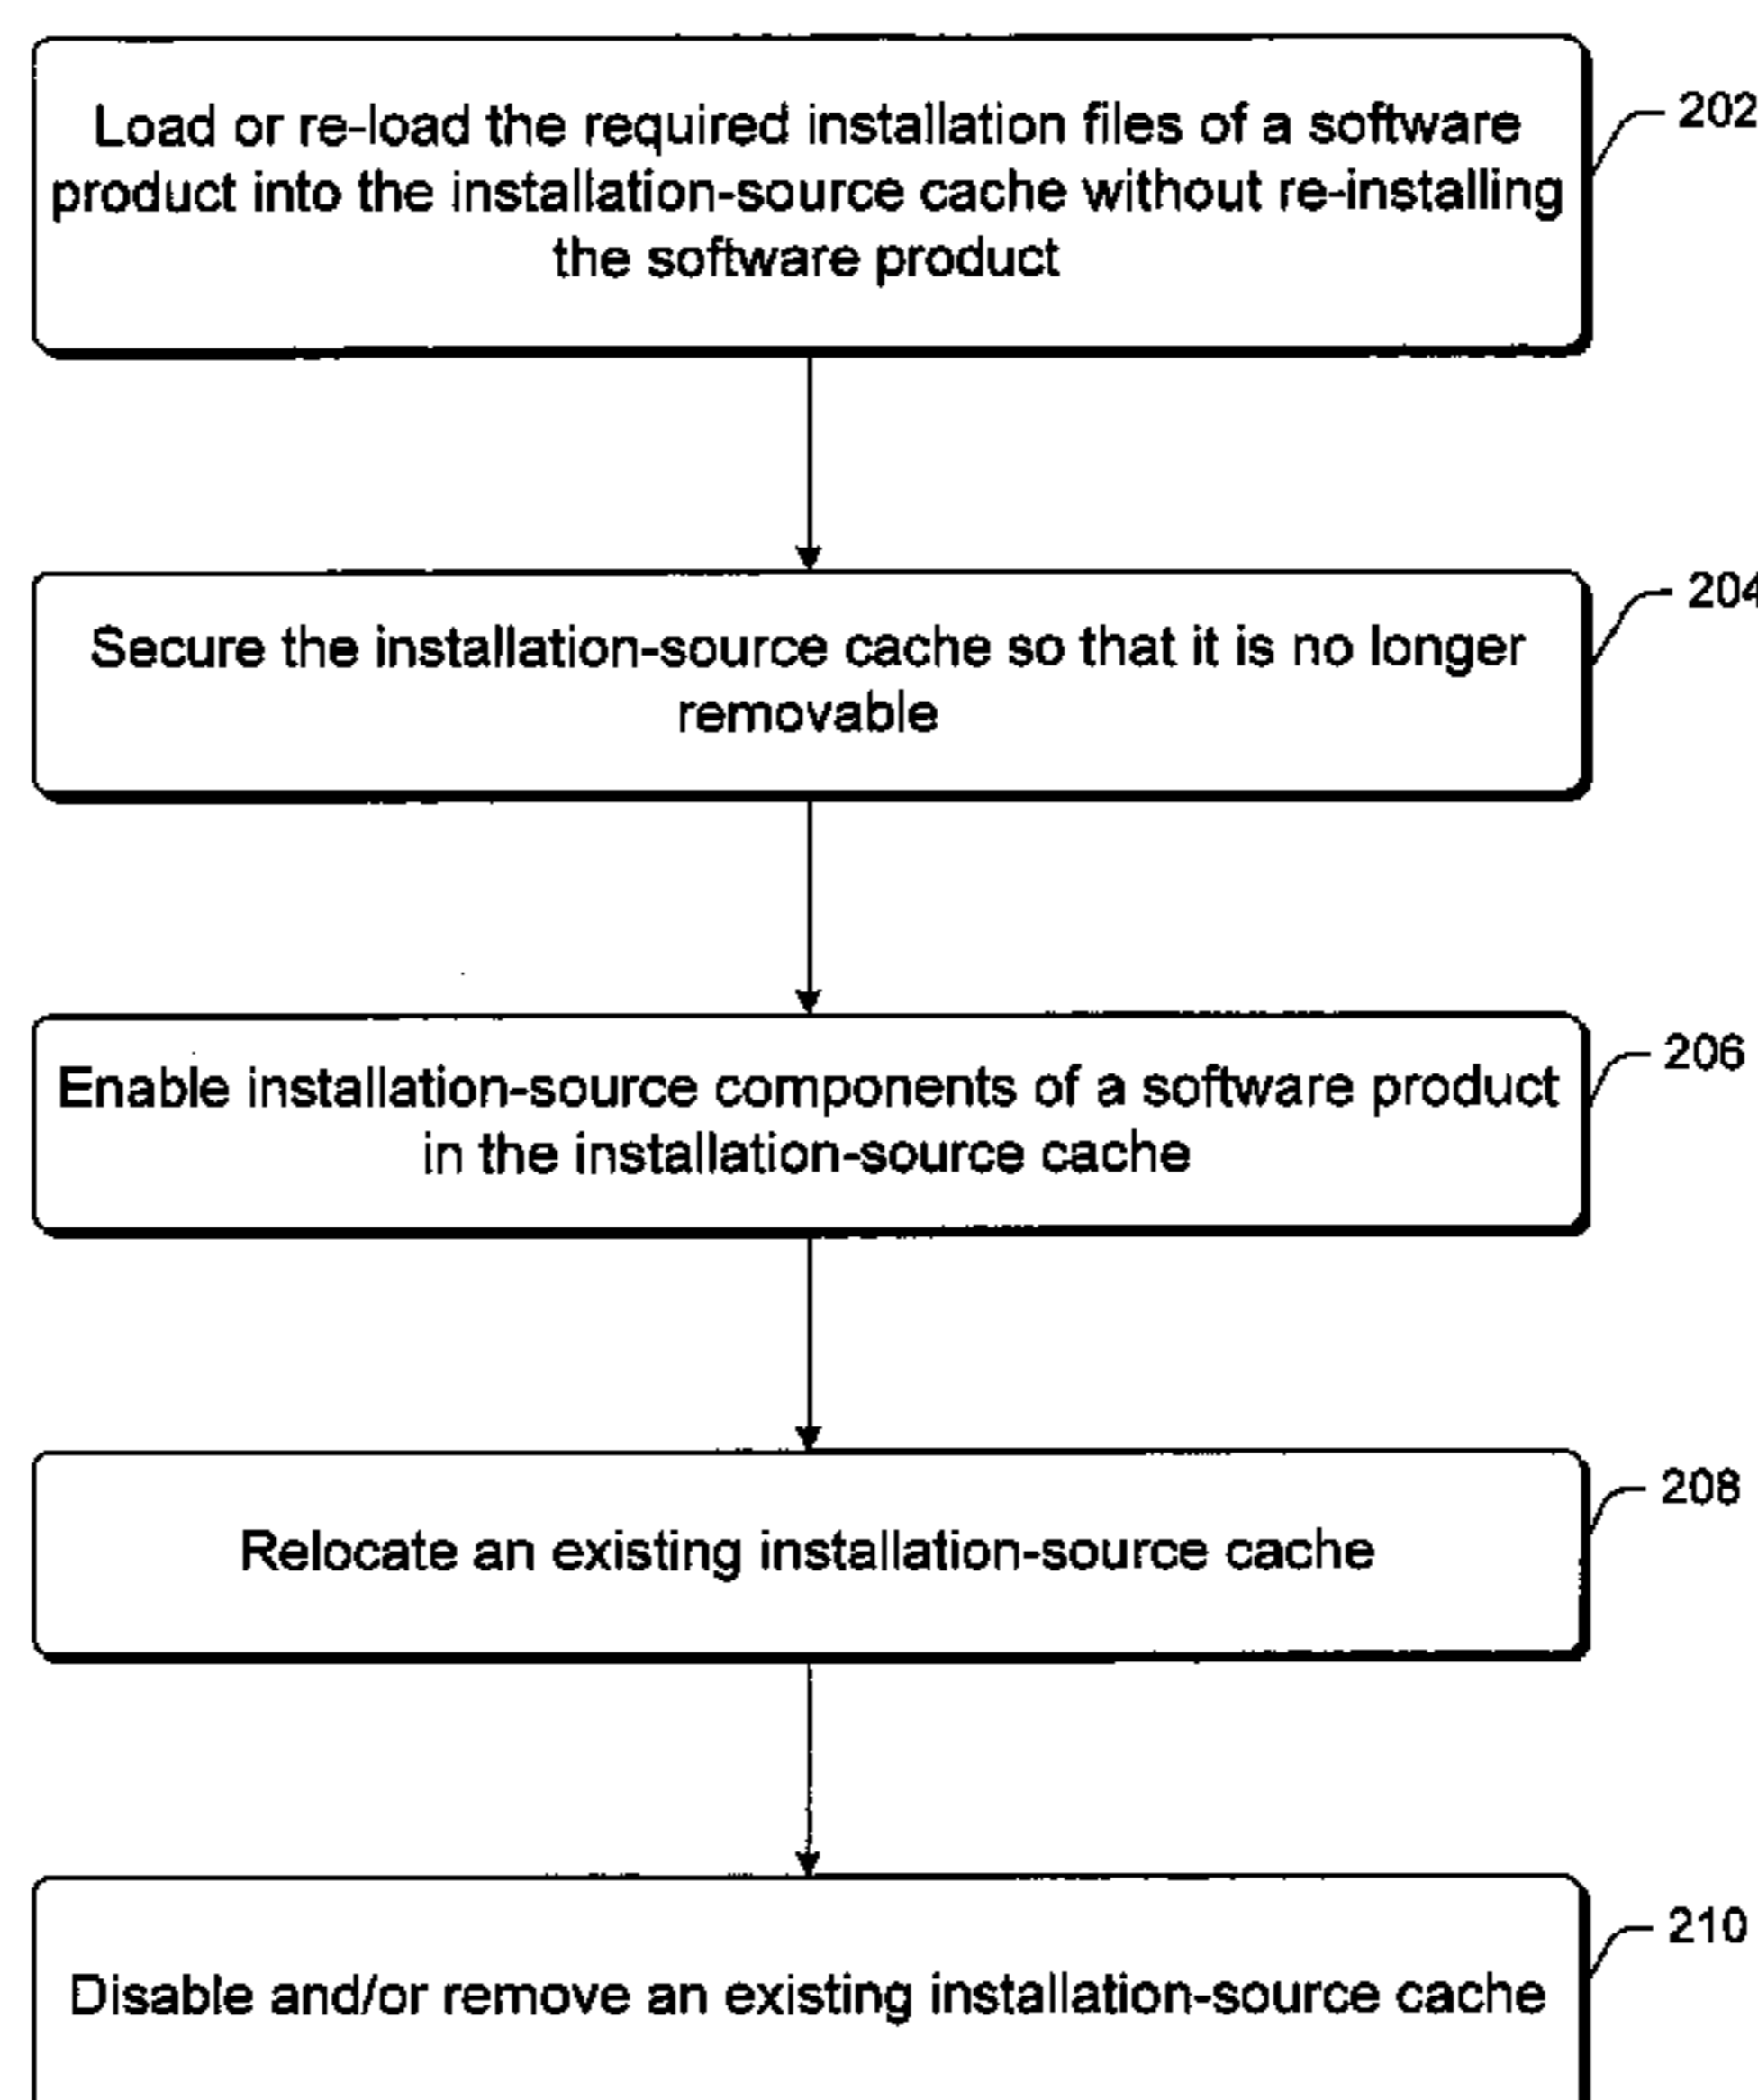 Load or re-load the required installation files of a software
product into the installation-source cache without re-installing
the software product
202
Secure the installation-source cache so that it is no longer
removable
204
Enable installation-source components of a software product
in the installation-source cache
206
Relocate an existing installation-source cache
208
Disable and/or remove an existing installation-source cache
210